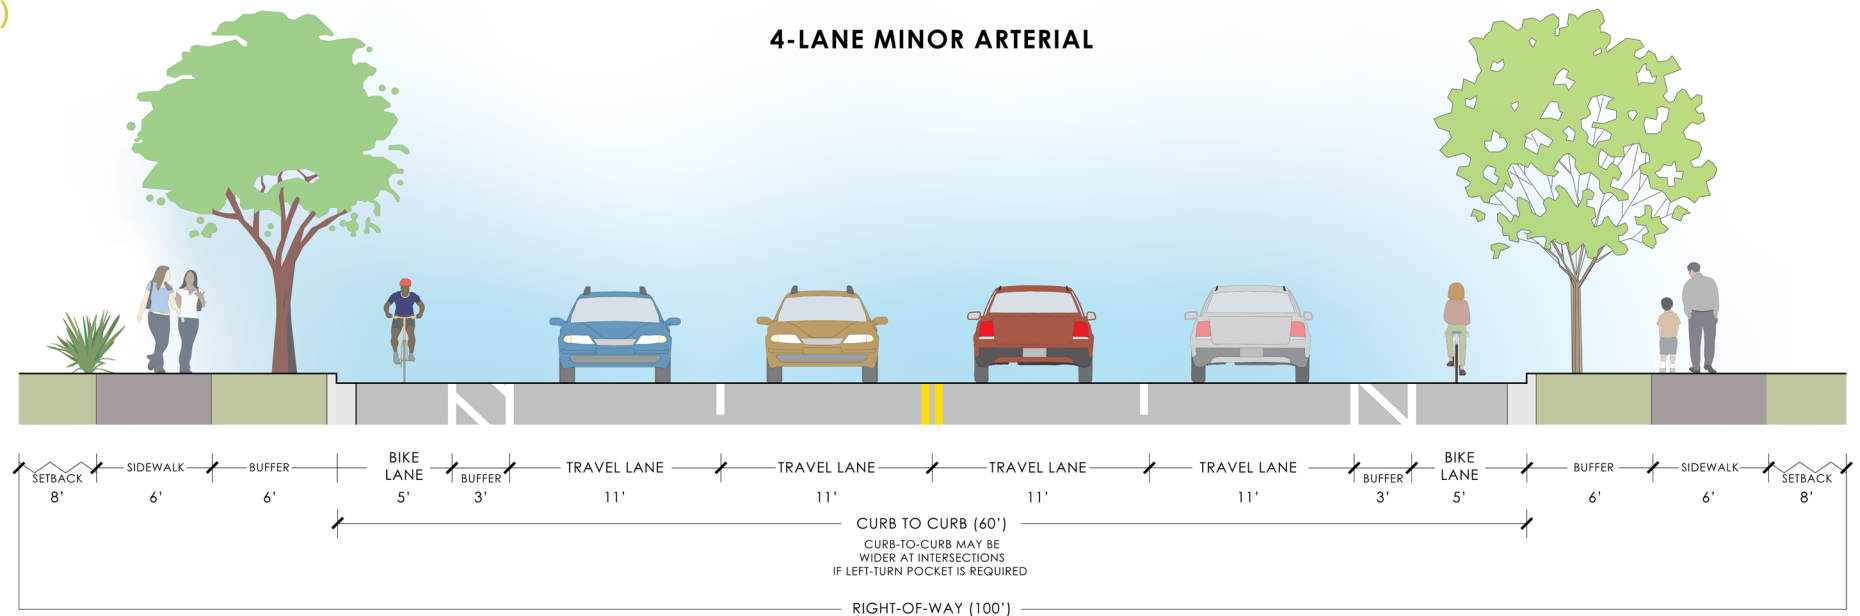 )
4-LANE MINOR ARTERIAL
SETBACK
8'
SIDEWALK
6'
BUFFER
6'
BIKE
LANE
5'
BUFFER
3'
TRAVEL LANE
11'
TRAVEL LANE
11'
TRAVEL LANE
11'
TRAVEL LANE
11'
BUFFER
3'
BIKE
LANE
5'
BUFFER
6'
SIDEWALK
6'
SETBACK
8'
CURB TO CURB (60')
CURB-TO-CURB MAY BE
WIDER AT INTERSECTIONS
IF LEFT-TURN POCKET IS REQUIRED
RIGHT-OF-WAY (100')